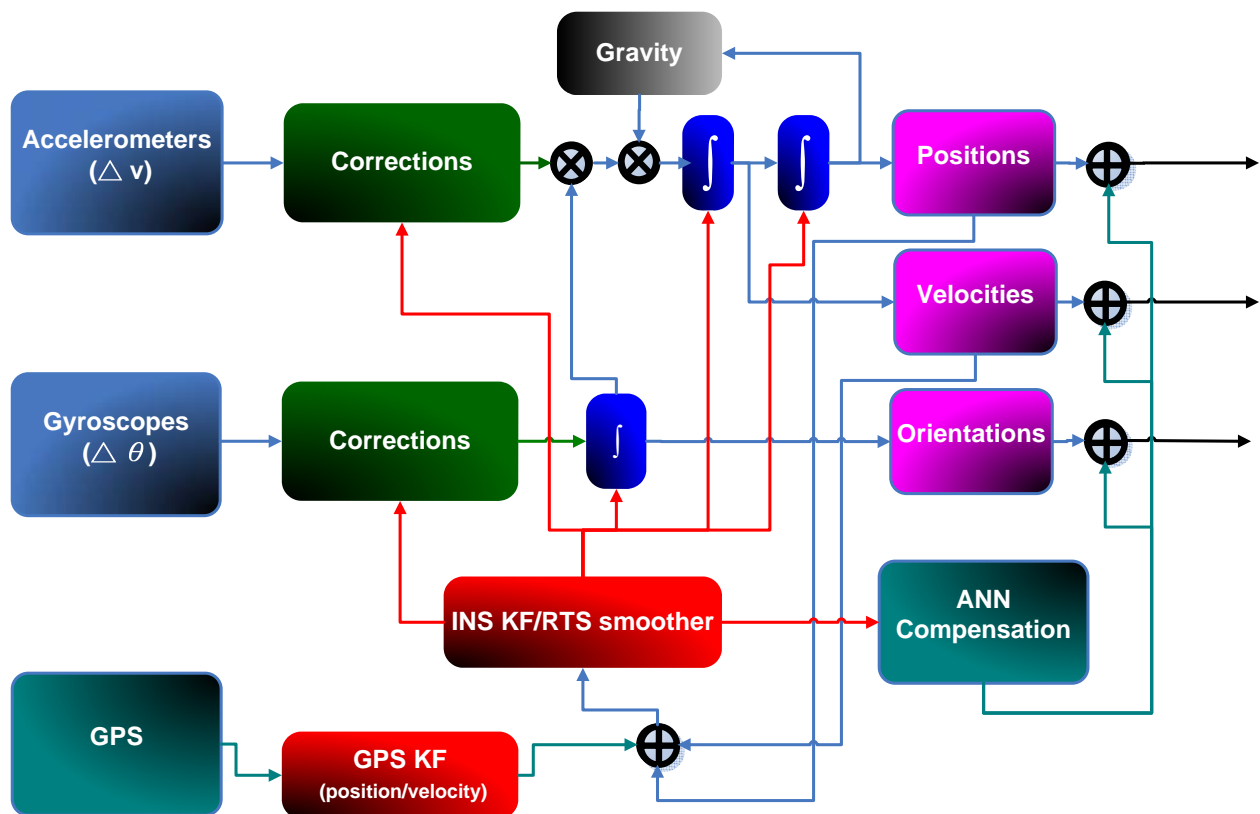 Gravity
Accelerometers
(△ v)
Corrections
∫
∫
Positions
Velocities
Gyroscopes
(△ θ)
Corrections
∫
Orientations
INS KF/RTS smoother
ANN
Compensation
GPS
GPS KF
(position/velocity)